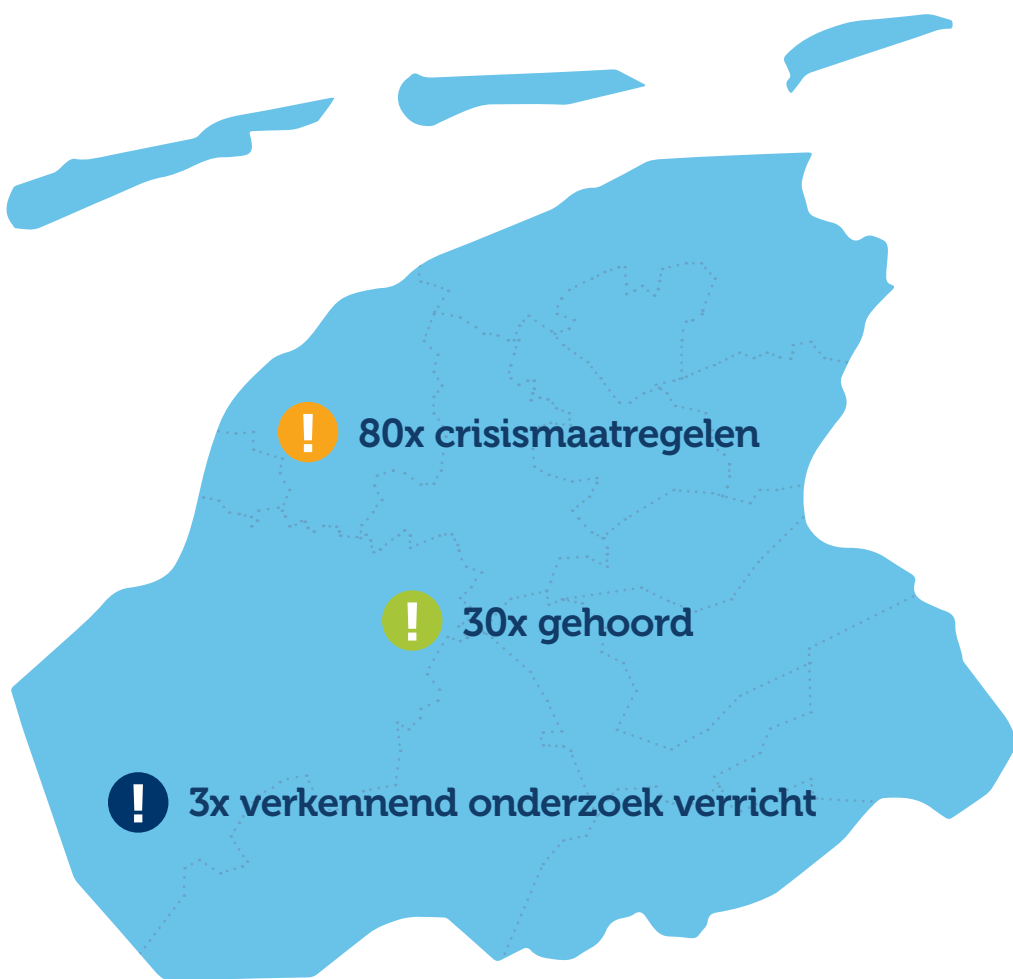 ! 80x crisismaatregelen
! 30x gehoord
! 3x verkennend onderzoek verricht